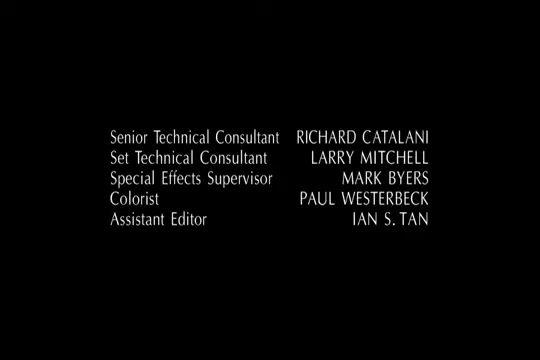 Senior Technical Consultant RICHARD CATALANI
Set Technical Consultant LARRY MITCHELL
Special Effects Supervisor MARK BYERS
Colorist PAUL WESTERBECK
Assistant Editor IAN S. TAN